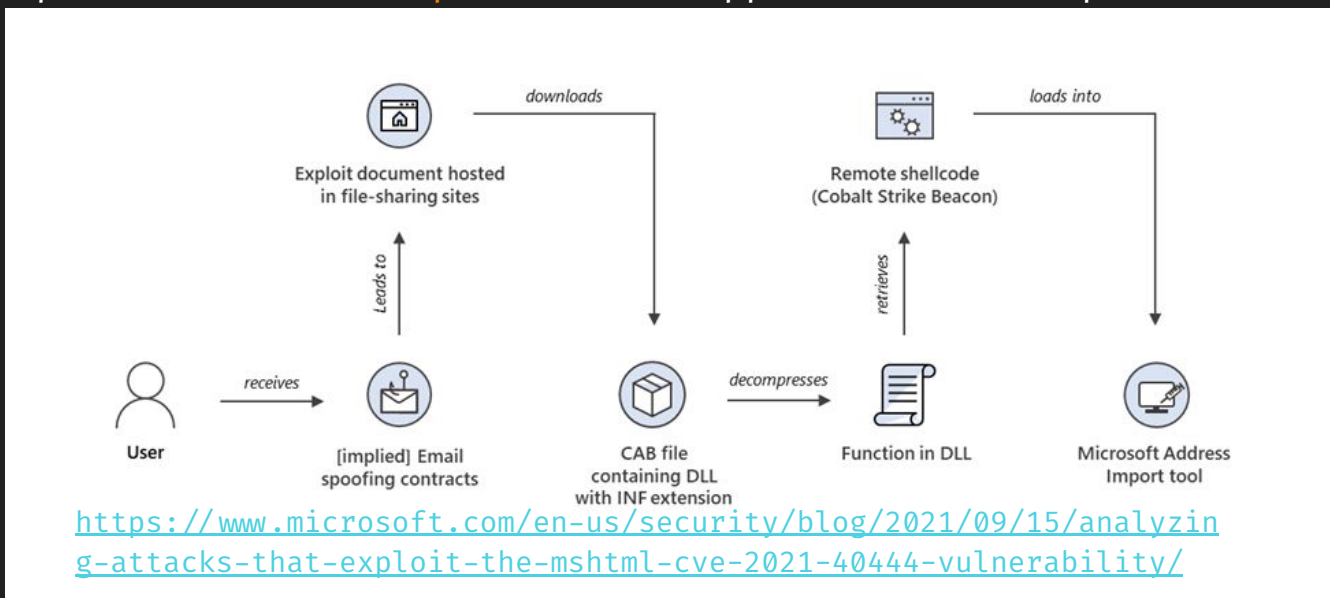 downloads
loads into
Exploit document hosted
in file-sharing sites
Remote shellcode
(Cobalt Strike Beacon)
Leads to
retrieves
receives
decompresses
User
[implied] Email
spoofing contracts
CAB file
containing DLL
with INF extension
Function in DLL
Microsoft Address
Import tool
https://www.microsoft.com/en-us/security/blog/2021/09/15/analyzin
g-attacks-that-exploit-the-mshtml-cve-2021-40444-vulnerability/